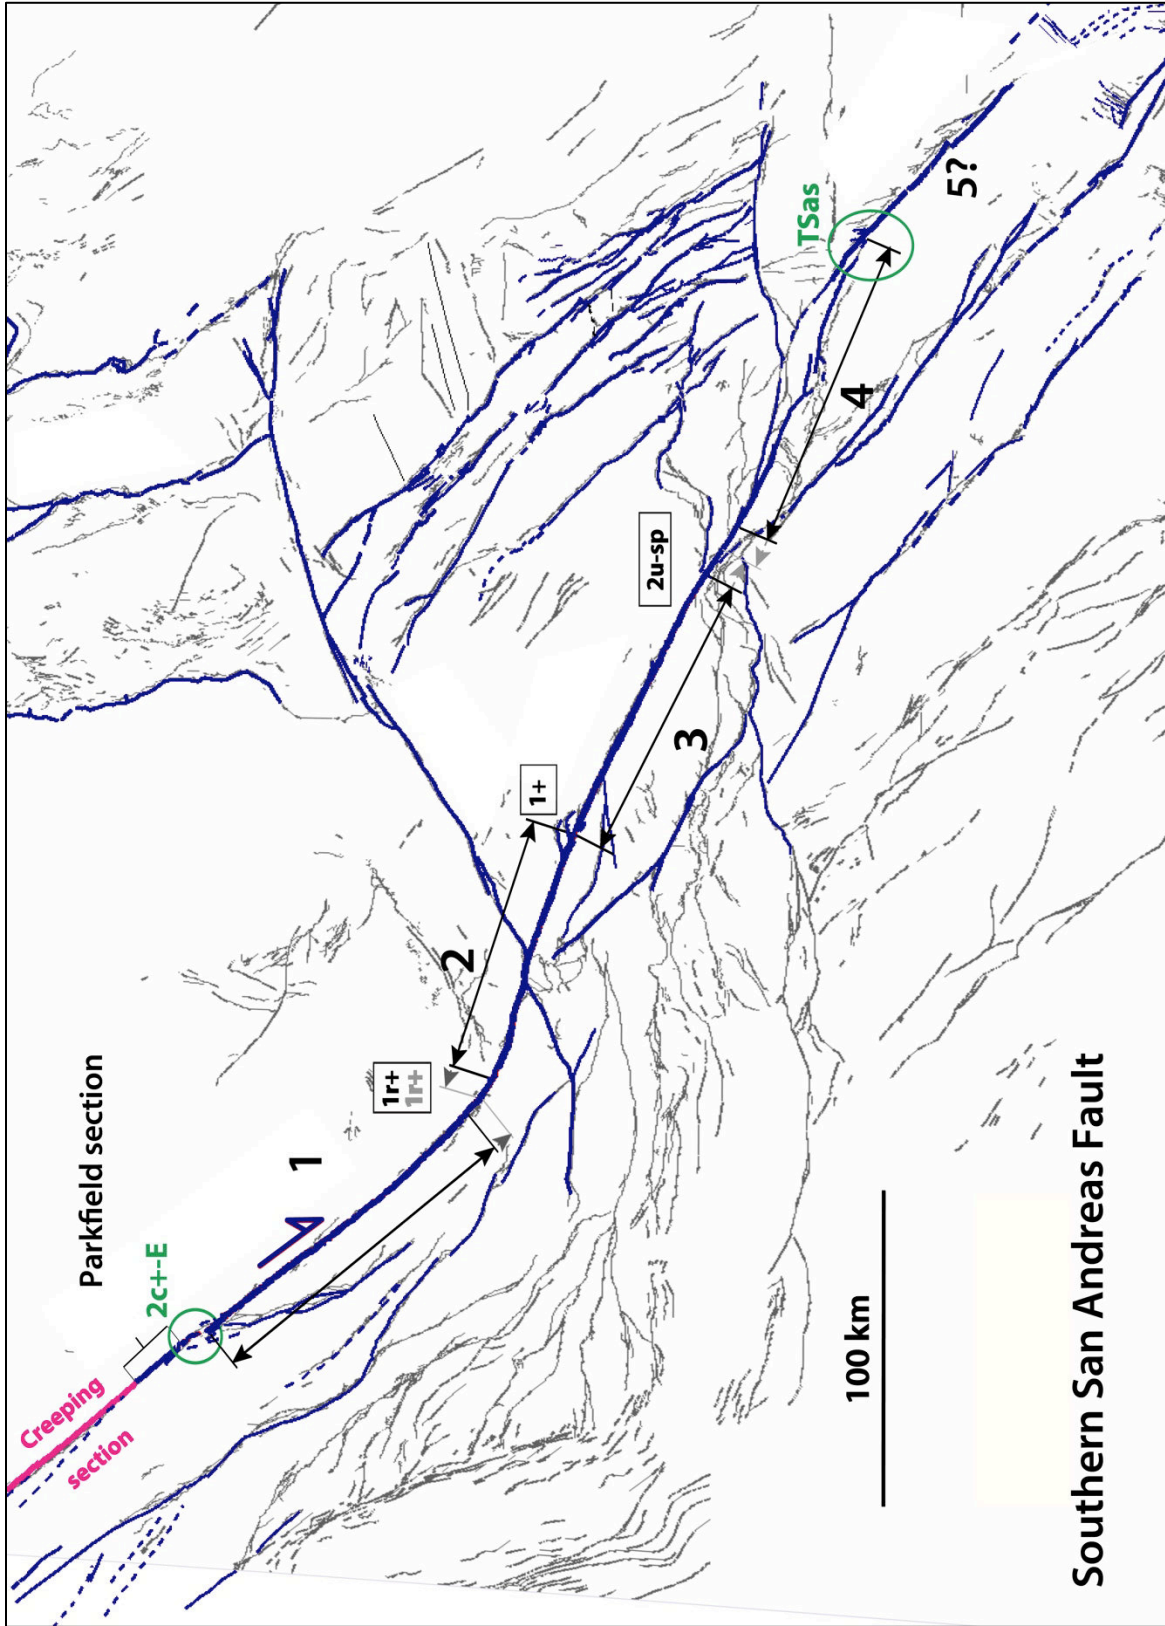 Creeping
section
2c+-E
Parkfield section
1
1r+
1r+
2
1+
3
2u-sp
4
TSas
5?
100 km
Southern San Andreas Fault